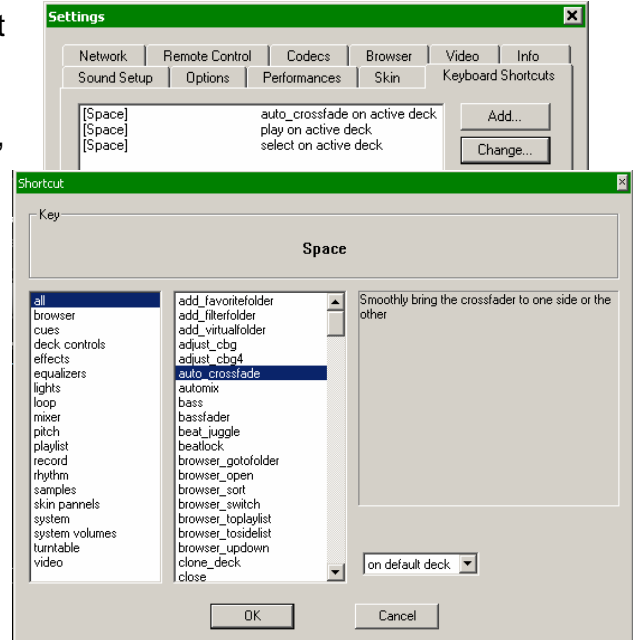 t
Settings
Network Remote Control Codecs Browser Video Info
Sound Setup Options Performances Skin Keyboard Shortcuts
[Space] auto_crossfade on active deck
[Space] play on active deck
[Space] select on active deck
Add...
Change...
,
Shortcut
Key
Space
all
browser
cues
deck controls
effects
equalizers
lights
loop
mixer
pitch
playlist
record
rhythm
samples
skin pannels
system
system volumes
turntable
video
add_favoritefolder
add_filterfolder
add_virtualfolder
adjust_cbg
adjust_cbg4
auto_crossfade
automix
bass
bassfader
beat_juggle
beatlock
browser_gotofolder
browser_open
browser_sort
browser_switch
browser_toplaylist
browser_tosidelist
browser_updown
clone_deck
close
Smoothly bring the crossfader to one side or the
other
on default deck
OK Cancel